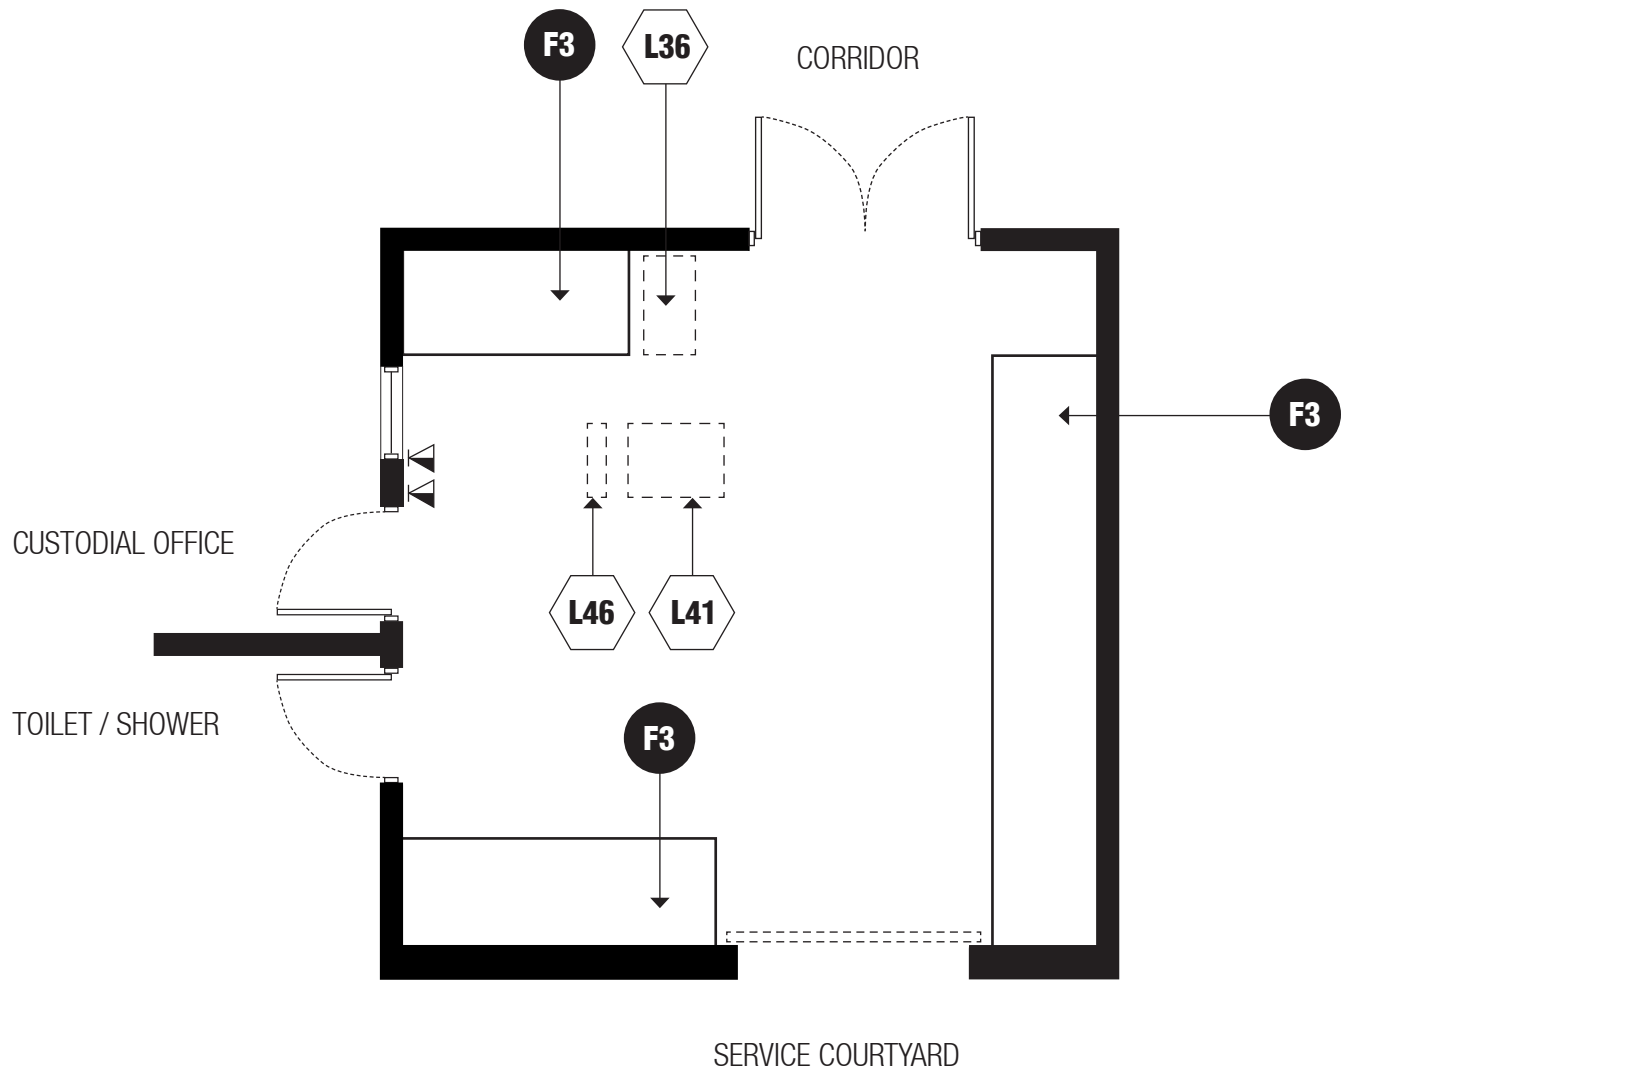 F3
L36
CORRIDOR
F3
CUSTODIAL OFFICE
L46
L41
TOILET / SHOWER
F3
SERVICE COURTYARD